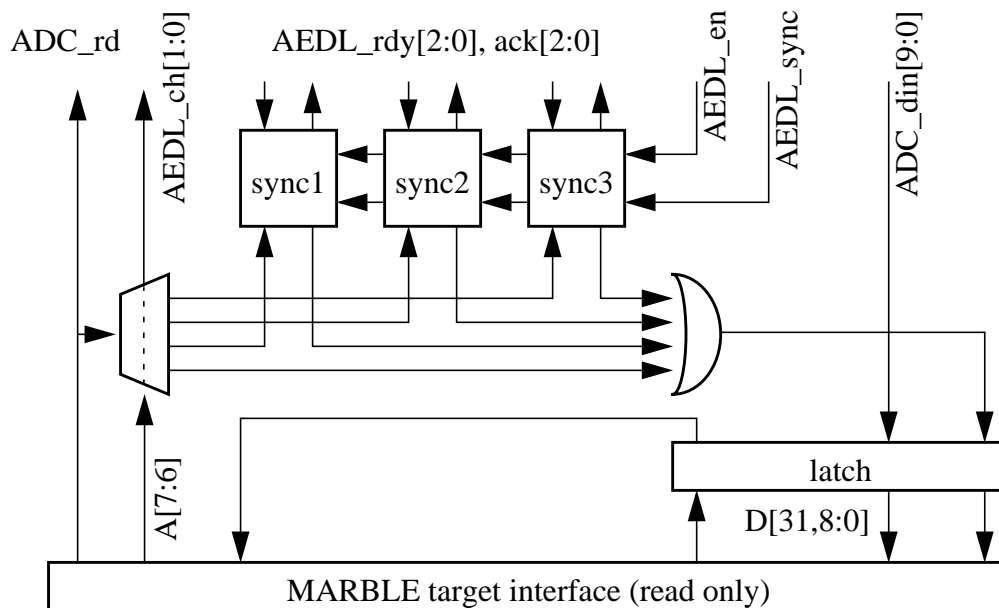 ADC_rd
AEDL_ch[1:0]
AEDL_rdy[2:0], ack[2:0]
AEDL_en
AEDL_sync
ADC_din[9:0]
sync1
sync2
sync3
A[7:6]
latch
D[31,8:0]
MARBLE target interface (read only)